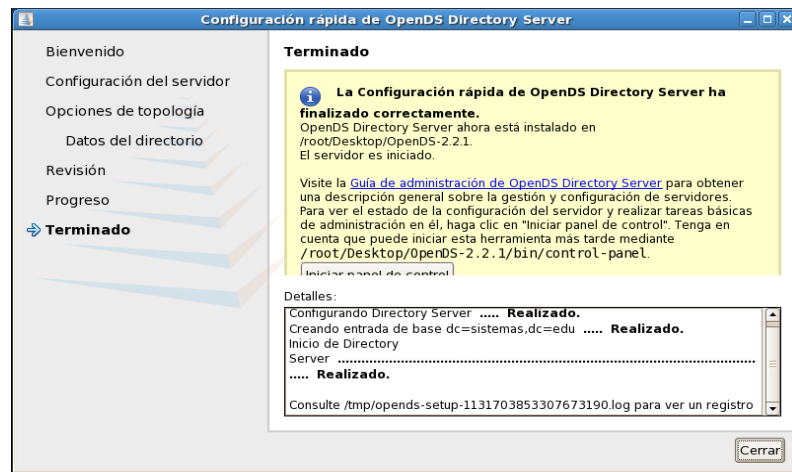 Configuración rápida de OpenDS Directory Server
Bienvenido
Configuración del servidor
Opciones de topología
Datos del directorio
Revisión
Progreso
Terminado
Terminado
La Configuración rápida de OpenDS Directory Server ha
finalizado correctamente.
OpenDS Directory Server ahora está instalado en
/root/Desktop/OpenDS-2.2.1.
El servidor es iniciado.
Visite la Guía de administración de OpenDS Directory Server para obtener
una descripción general sobre la gestión y configuración de servidores.
Para ver el estado de la configuración del servidor y realizar tareas básicas
de administración en él, haga clic en "Iniciar panel de control". Tenga en
cuenta que puede iniciar esta herramienta más tarde mediante
/root/Desktop/OpenDS-2.2.1/bin/control-panel.
Iniciar panel de control
Detalles:
Configurando Directory Server ..... Realizado.
Creando entrada de base dc=sistemas,dc=edu ..... Realizado.
Inicio de Directory
Server ...............................................................................................
..... Realizado.
Consulte /tmp/opends-setup-1131703853307673190.log para ver un registro
Cerrar